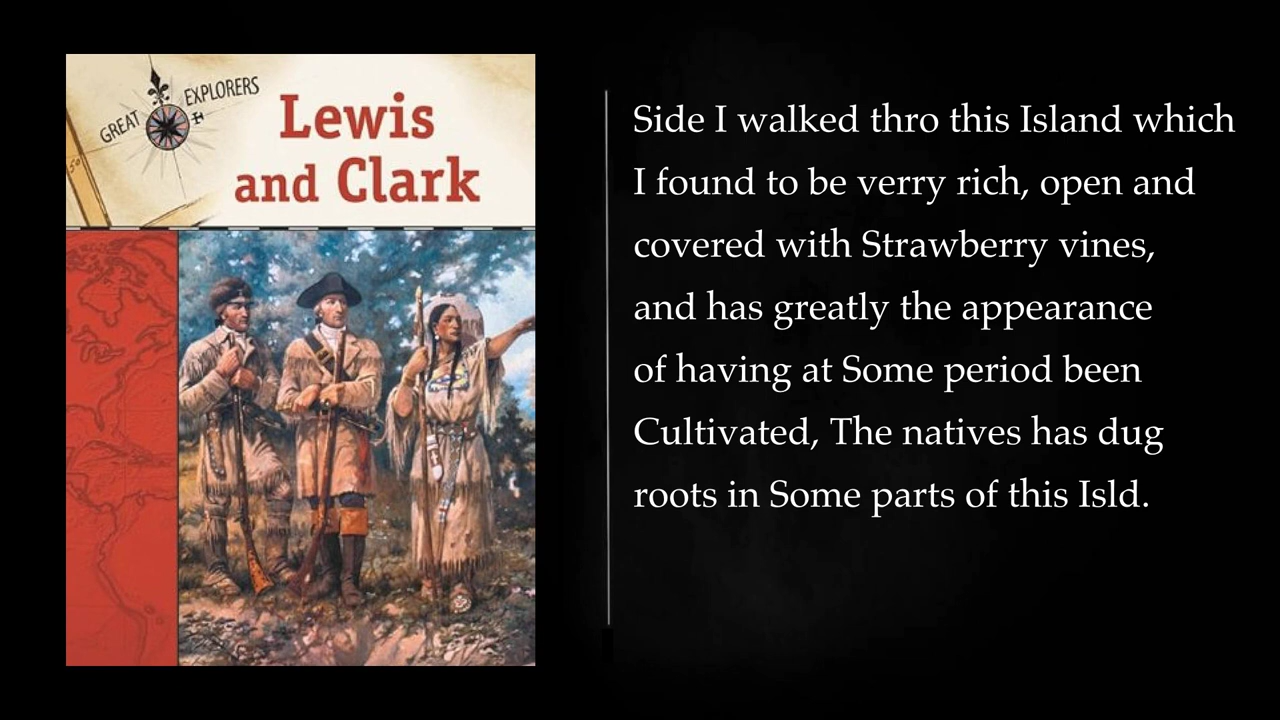 GREAT EXPLORERS
Lewis
and Clark
50
Side I walked thro this Island which
I found to be verry rich, open and
covered with Strawberry vines,
and has greatly the appearance
of having at Some period been
Cultivated, The natives has dug
roots in Some parts of this Isld.